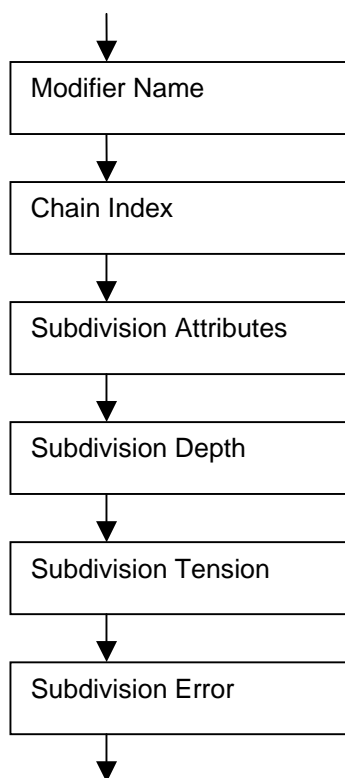 Modifier Name
Chain Index
Subdivision Attributes
Subdivision Depth
Subdivision Tension
Subdivision Error